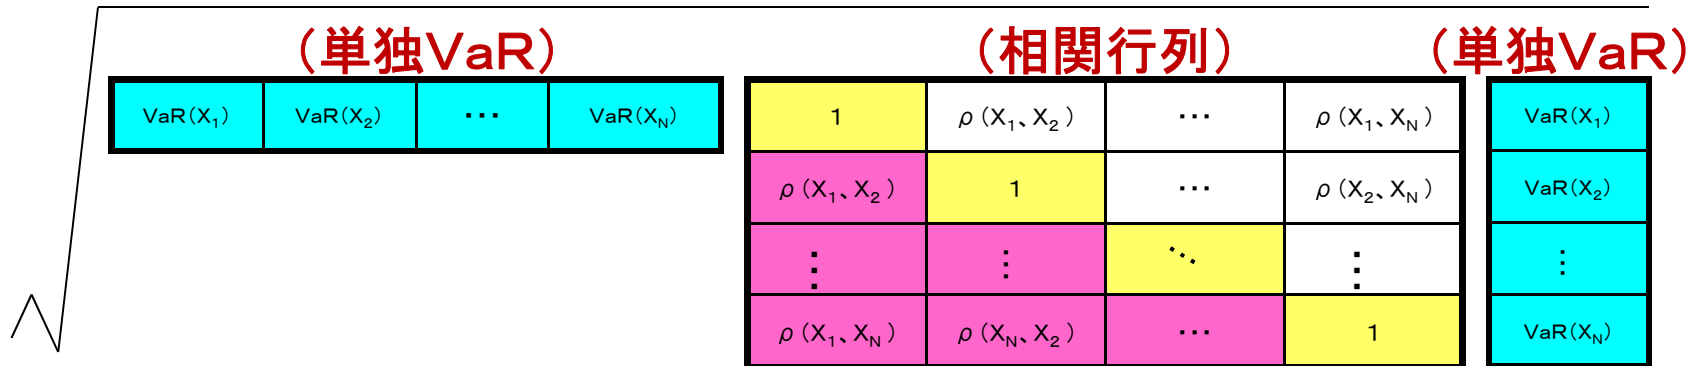 （単独VaR） （相関行列） （単独VaR）
VaR（X1） VaR（X2） ･･･ VaR（XN） 1 ρ（X1、X2） ･･･ ρ（X1、XN） VaR（X1）
ρ（X1、X2） 1 ･･･ ρ（X2、XN） VaR（X2）
⋮ ⋮ ⋱ ⋮ ⋮
ρ（X1、XN） ρ（XN、X2） ･･･ 1 VaR（XN）